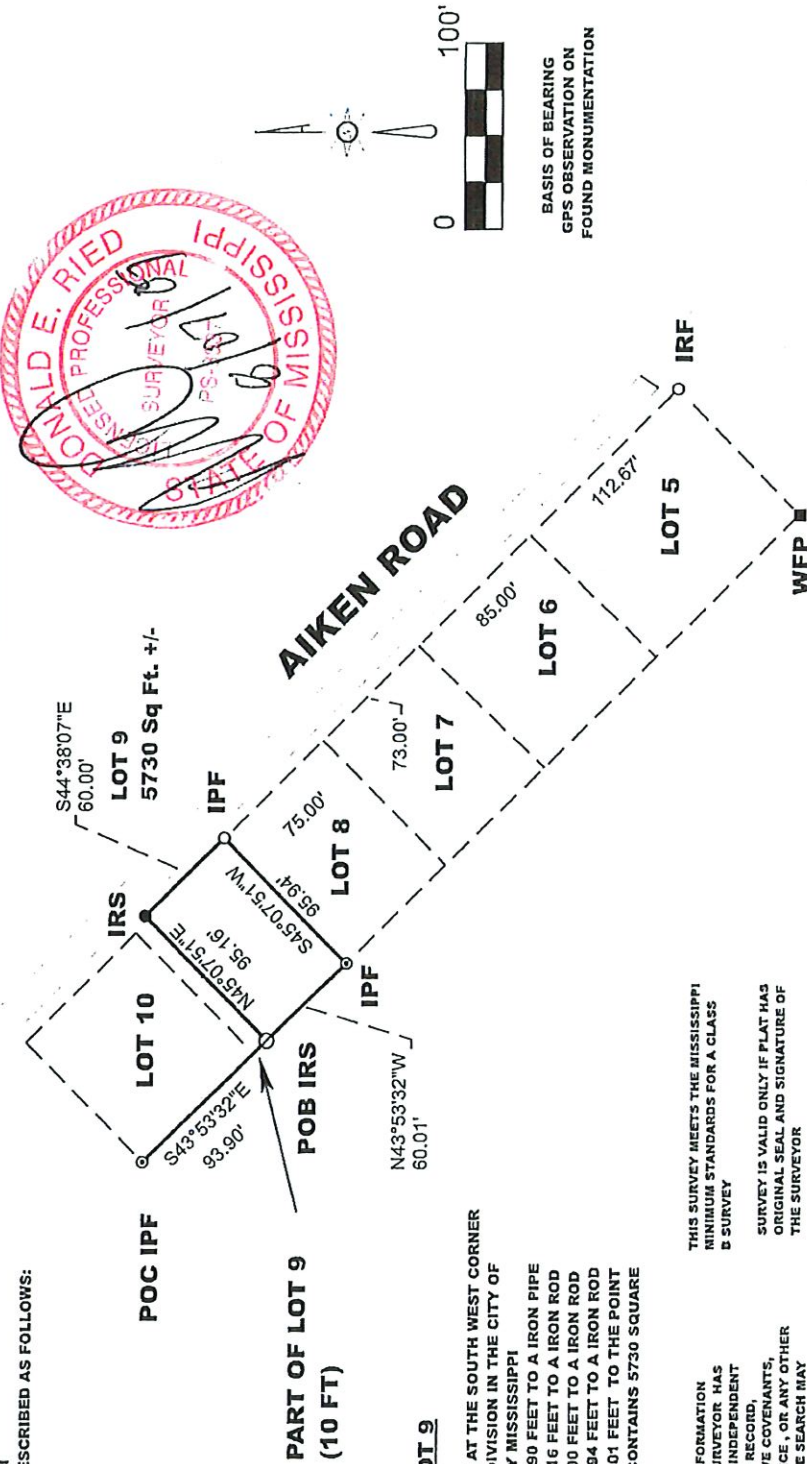 SCRIBED AS FOLLOWS:
DONALD E. RIED
LICENSED PROFESSIONAL
SURVEYOR
STATE OF MISSISSIPPI
0 100'
BASIS OF BEARING
GPS OBSERVATION ON
FOUND MONUMENTATION
S44°38'07"E
60.00'
LOT 9
5730 Sq Ft. +/-
IRS
IPF
AIKEN ROAD
POC IPF
LOT 10
S43°53'32"E
93.90'
N45°07'51"E
95.16'
S45°07'51"W
95.94'
POB IRS
IPF
N43°53'32"W
60.01'
PART OF LOT 9
(10 FT)
75.00'
LOT 8
73.00'
LOT 7
85.00'
LOT 6
112.67'
LOT 5
IRF
WFP
OT 9
AT THE SOUTH WEST CORNER
IVISION IN THE CITY OF
Y MISSISSIPPI
90 FEET TO A IRON PIPE
16 FEET TO A IRON ROD
00 FEET TO A IRON ROD
94 FEET TO A IRON ROD
01 FEET TO THE POINT
CONTAINS 5730 SQUARE
FORMATION
RVEYOR HAS
INDEPENDENT
RECORD,
VE COVENANTS,
CE, OR ANY OTHER
E SEARCH MAY
THIS SURVEY MEETS THE MISSISSIPPI
MINIMUM STANDARDS FOR A CLASS
B SURVEY
SURVEY IS VALID ONLY IF PLAT HAS
ORIGINAL SEAL AND SIGNATURE OF
THE SURVEYOR